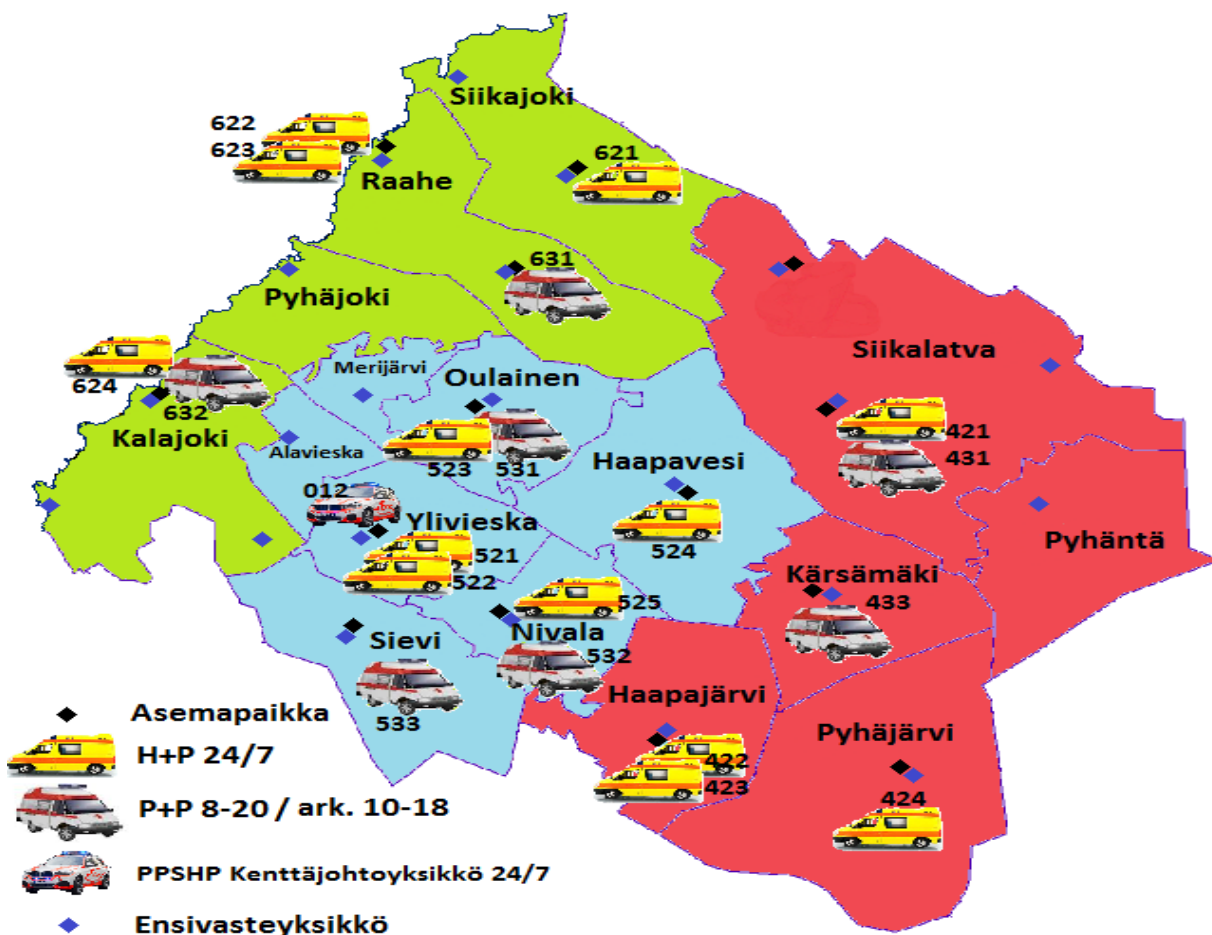 Siikajoki
622
623
621
Raahe
631
Pyhäjoki
Siikalatva
Merijärvi
Oulainen
624
632
Kalajoki
Alavieska
523
531
421
431
Haapavesi
012
Ylivieska
521
522
524
Pyhäntä
Kärsämäki
433
525
Sievi
Nivala
532
533
Haapajärvi
422
423
Pyhäjärvi
424
Asemapaikka
H+P 24/7
P+P 8-20 / ark. 10-18
PPSHP Kenttäjohtoyksikkö 24/7
Ensivasteyksikkö